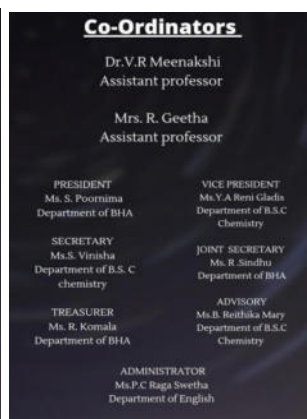 Co-Ordinators
Dr.V.R Meenakshi
Assistant professor
Mrs. R. Geetha
Assistant professor
PRESIDENT
Ms. S. Poornima
Department of BHA
VICE PRESIDENT
Ms.Y.A Reni Gladis
Department of B.S.C
Chemistry
SECRETARY
Ms.S. Vinisha
Department of B.S. C
chemistry
JOINT SECRETARY
Ms. R .Sindhu
Department of BHA
TREASURER
Ms. R. Komala
Department of BHA
ADVISORY
Ms.B. Reithika Mary
Department of B.S.C
Chemistry
ADMINISTRATOR
Ms.P.C Raga Swetha
Department of English